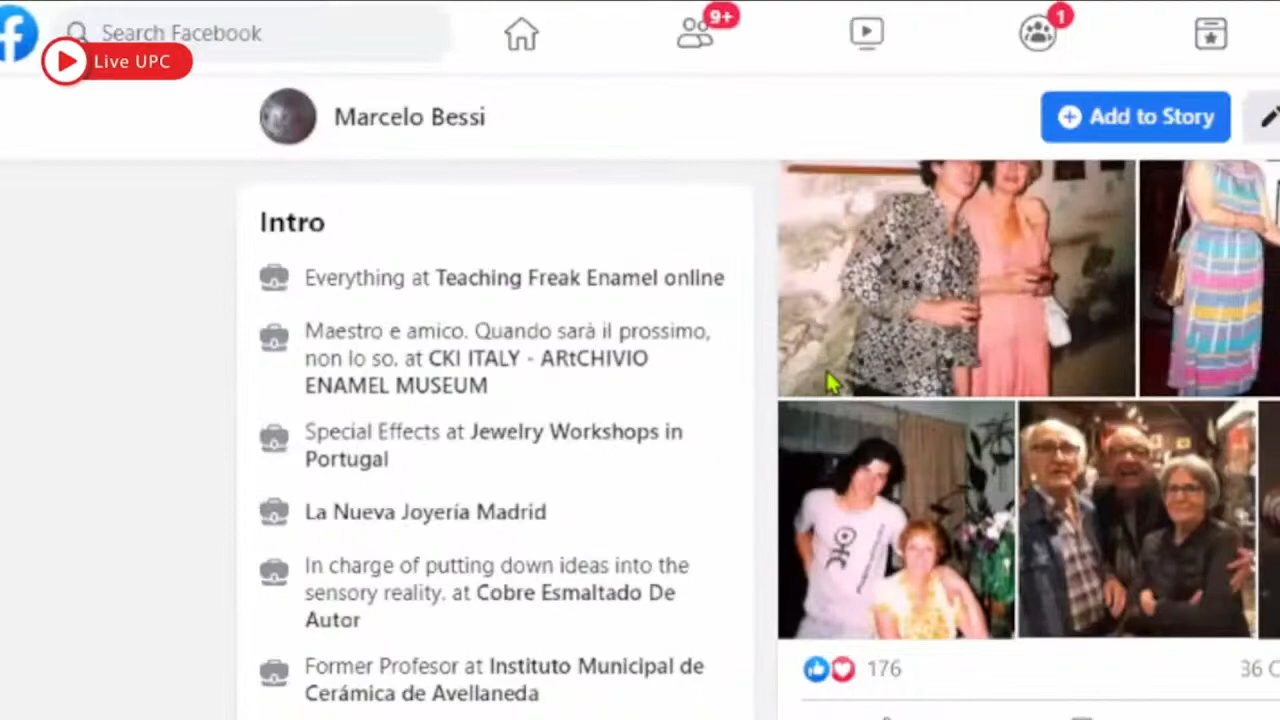 Search Facebook
9+
1
Live UPC
Marcelo Bessi
Add to Story
Intro
Everything at Teaching Freak Enamel online
Maestro e amico. Quando sarà il prossimo,
non lo so. at CKI ITALY - ARtCHIVIO
ENAMEL MUSEUM
Special Effects at Jewelry Workshops in
Portugal
La Nueva Joyería Madrid
In charge of putting down ideas into the
sensory reality. at Cobre Esmaltado De
Autor
Former Profesor at Instituto Municipal de
Cerámica de Avellaneda
176
36 C